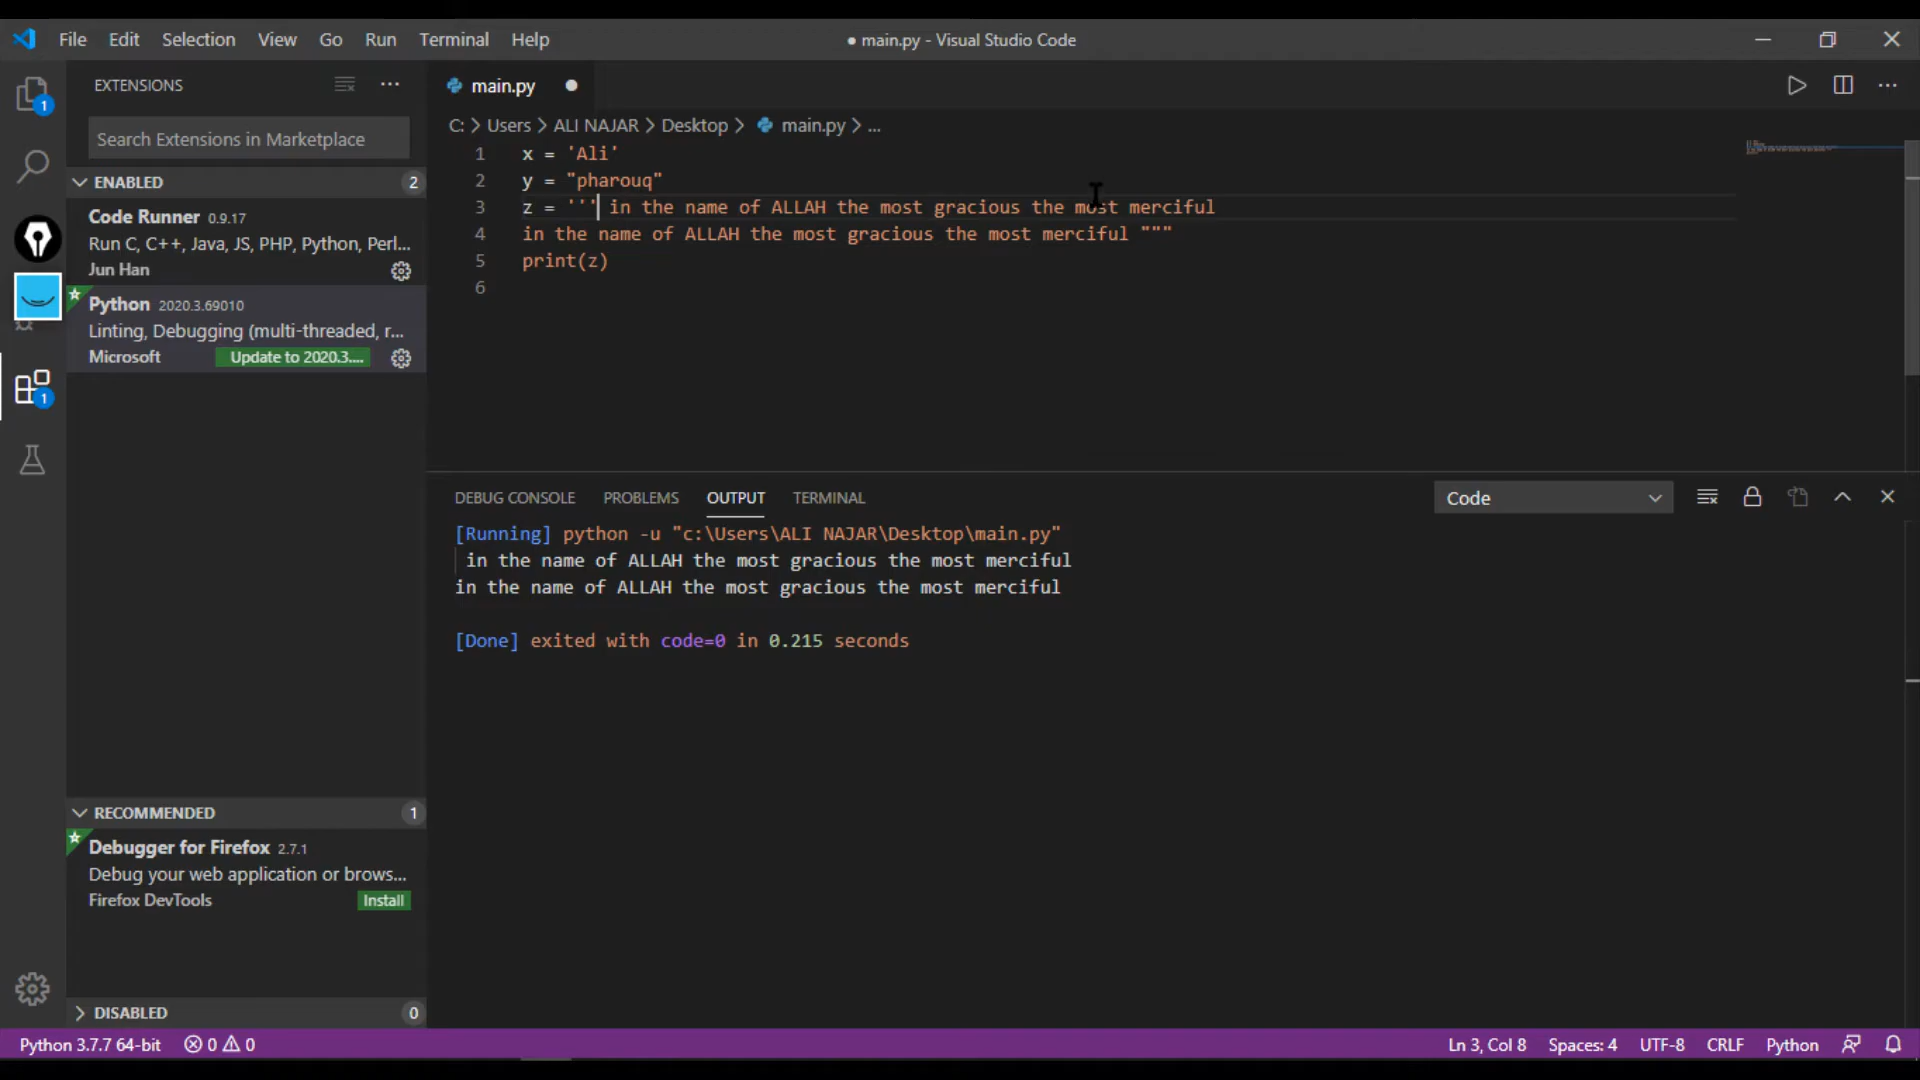 File Edit Selection View Go Run Terminal Help
● main.py - Visual Studio Code
EXTENSIONS
main.py
Search Extensions in Marketplace
C: > Users > ALI NAJAR > Desktop > main.py > ...
ENABLED 2
Code Runner 0.9.17
Run C, C++, Java, JS, PHP, Python, Perl...
Jun Han
Python 2020.3.69010
Linting, Debugging (multi-threaded, r...
Microsoft Update to 2020.3....
1
1
1 x = 'Ali'
2 y = "pharouq"
3 z = ''' in the name of ALLAH the most gracious the most merciful
4 in the name of ALLAH the most gracious the most merciful """
5 print(z)
6
DEBUG CONSOLE PROBLEMS OUTPUT TERMINAL
Code
[Running] python -u "c:\Users\ALI NAJAR\Desktop\main.py"
in the name of ALLAH the most gracious the most merciful
in the name of ALLAH the most gracious the most merciful
[Done] exited with code=0 in 0.215 seconds
RECOMMENDED 1
Debugger for Firefox 2.7.1
Debug your web application or brows...
Firefox DevTools Install
DISABLED 0
Python 3.7.7 64-bit 0 0
Ln 3, Col 8 Spaces: 4 UTF-8 CRLF Python